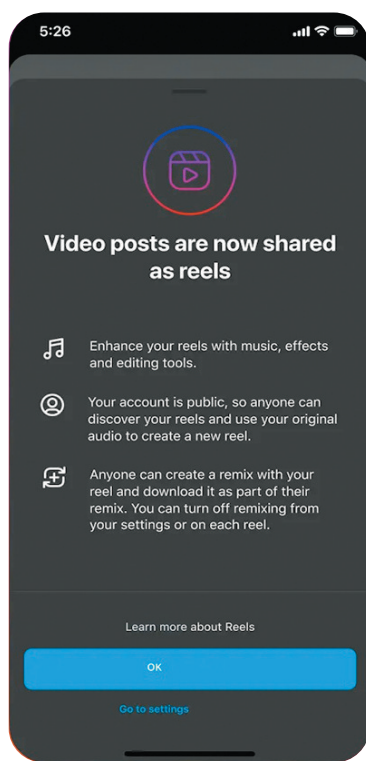 5:26
Video posts are now shared
as reels
Enhance your reels with music, effects
and editing tools.
Your account is public, so anyone can
discover your reels and use your original
audio to create a new reel.
Anyone can create a remix with your
reel and download it as part of their
remix. You can turn off remixing from
your settings or on each reel.
Learn more about Reels
OK
Go to settings